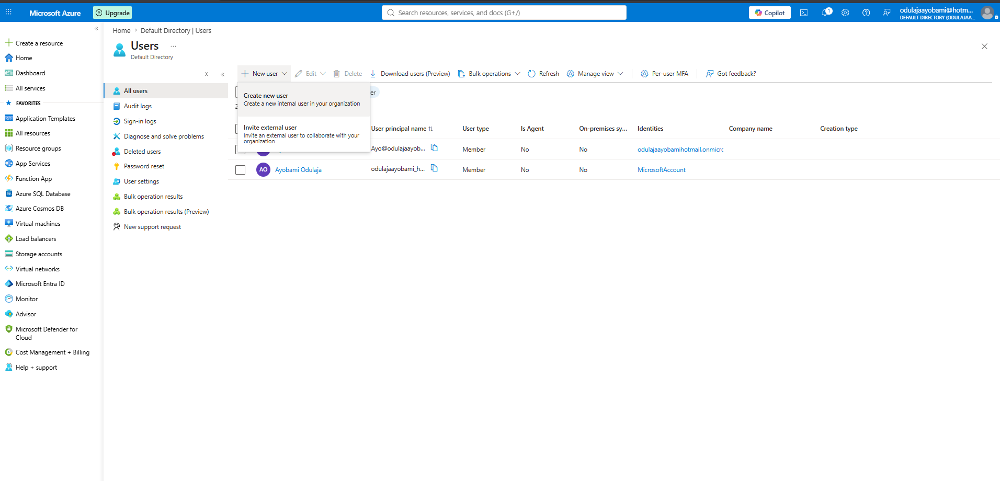 Microsoft Azure
Upgrade
Search resources, services, and docs (G+/)
Copilot
1
odulajaayobami@hotm...
DEFAULT DIRECTORY (ODULAJAA...
Create a resource
Home
Dashboard
All services
FAVORITES
Application Templates
All resources
Resource groups
App Services
Function App
Azure SQL Database
Azure Cosmos DB
Virtual machines
Load balancers
Storage accounts
Virtual networks
Microsoft Entra ID
Monitor
Advisor
Microsoft Defender for
Cloud
Cost Management + Billing
Help + support
Home > Default Directory | Users
Users ...
Default Directory
All users
Audit logs
Sign-in logs
Diagnose and solve problems
Deleted users
Password reset
User settings
Bulk operation results
Bulk operation results (Preview)
New support request
New user Edit Delete Download users (Preview) Bulk operations Refresh Manage view Per-user MFA Got feedback?
Create new user
Create a new internal user in your organization
Invite external user
Invite an external user to collaborate with your
organization
er
2
User principal name User type Is Agent On-premises sy... Identities Company name Creation type
Ayo@odulajaayob... Member No No odulajaayobamihotmail.onmicrc
AO Ayobami Odulaja odulajaayobami_h... Member No No MicrosoftAccount